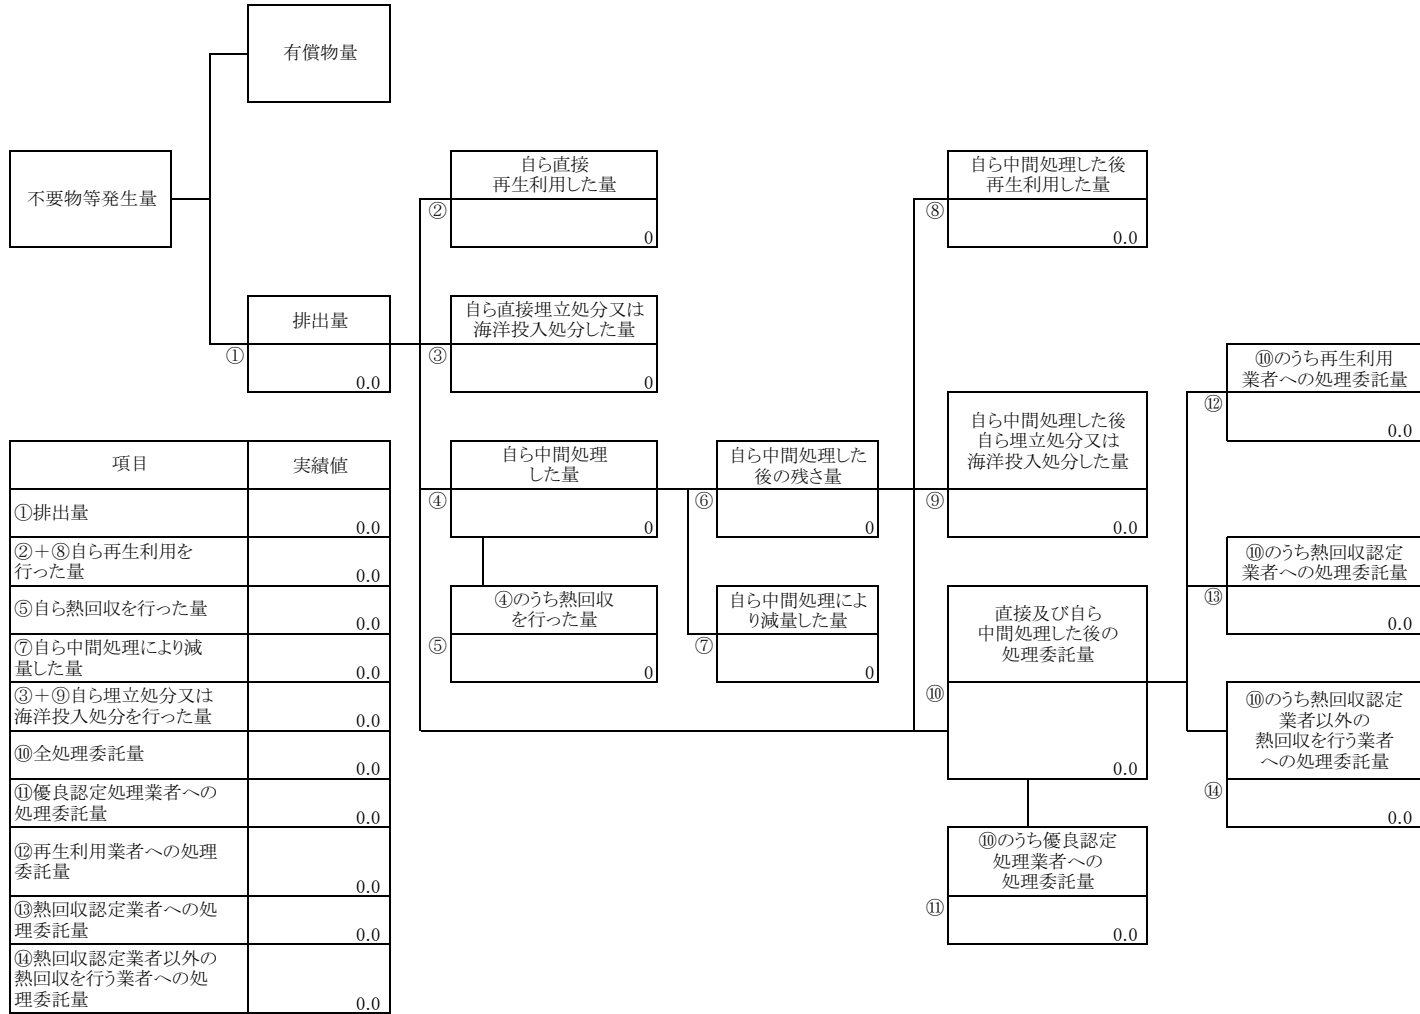 有償物量
不要物等発生量
排出量
①
0.0
自ら直接
再生利用した量
②
0
自ら直接埋立処分又は
海洋投入処分した量
③
0
自ら中間処理
した量
④
0
④のうち熱回収
を行った量
⑤
0
自ら中間処理した
後の残さ量
⑥
0
自ら中間処理によ
り減量した量
⑦
0
自ら中間処理した後
再生利用した量
⑧
0.0
自ら中間処理した後
自ら埋立処分又は
海洋投入処分した量
⑨
0.0
直接及び自ら
中間処理した後の
処理委託量
⑩
0.0
⑩のうち優良認定
処理業者への
処理委託量
⑪
0.0
⑩のうち再生利用
業者への処理委託量
⑫
0.0
⑩のうち熱回収認定
業者への処理委託量
⑬
0.0
⑩のうち熱回収認定
業者以外の
熱回収を行う業者
への処理委託量
⑭
0.0
項目 実績値
①排出量
0.0
②＋⑧自ら再生利用を
行った量
0.0
⑤自ら熱回収を行った量
0.0
⑦自ら中間処理により減
量した量
0.0
③＋⑨自ら埋立処分又は
海洋投入処分を行った量
0.0
⑩全処理委託量
0.0
⑪優良認定処理業者への
処理委託量
0.0
⑫再生利用業者への処理
委託量
0.0
⑬熱回収認定業者への処
理委託量
0.0
⑭熱回収認定業者以外の
熱回収を行う業者への処
理委託量
0.0